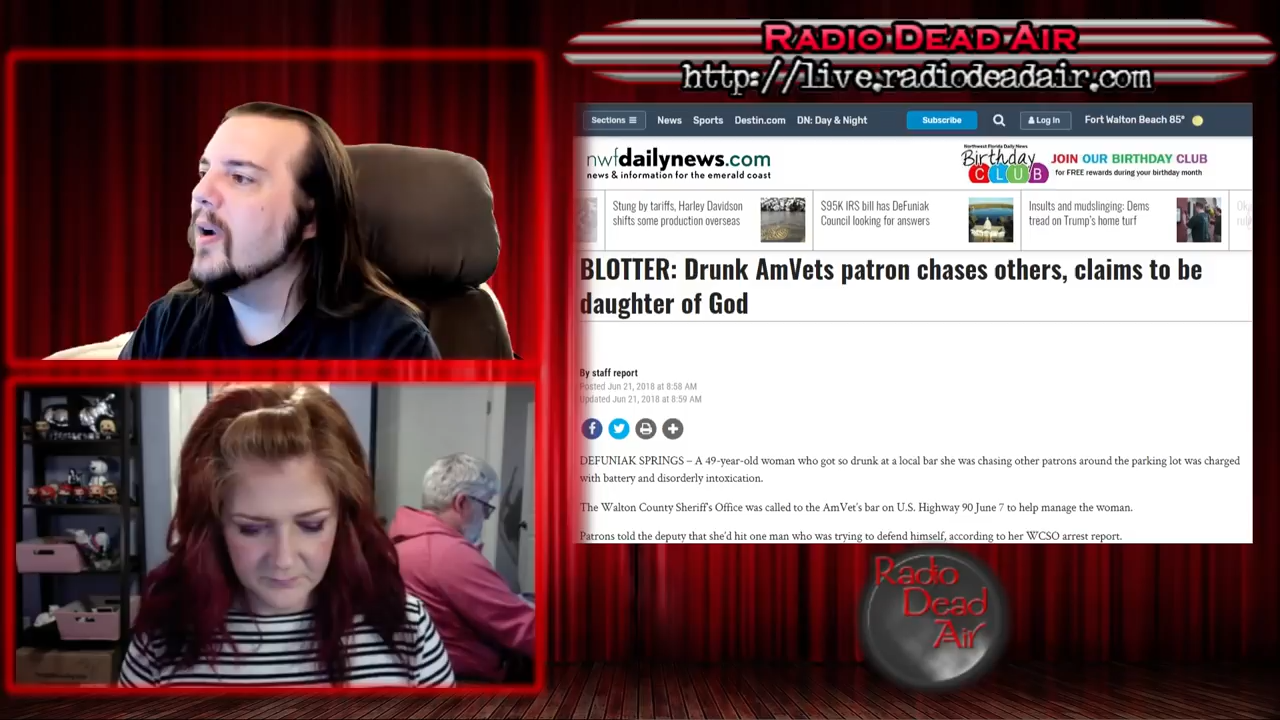 RADIO DEAD AIR
http://live.radiodeadair.com
Sections
News
Sports
Destin.com
DN: Day & Night
Subscribe
Log In
Fort Walton Beach 85°
nwfdailynews.com
news & information for the emerald coast
Northwest Florida Daily News
Birthday
CLUB
JOIN OUR BIRTHDAY CLUB
for FREE rewards during your birthday month
Stung by tariffs, Harley Davidson
shifts some production overseas
$95K IRS bill has DeFuniak
Council looking for answers
Insults and mudslinging: Dems
tread on Trump's home turf
BLOTTER: Drunk AmVets patron chases others, claims to be
daughter of God
By staff report
Posted Jun 21, 2018 at 8:58 AM
Updated Jun 21, 2018 at 8:59 AM
DEFUNIAK SPRINGS – A 49-year-old woman who got so drunk at a local bar she was chasing other patrons around the parking lot was charged
with battery and disorderly intoxication.
The Walton County Sheriff's Office was called to the AmVet's bar on U.S. Highway 90 June 7 to help manage the woman.
Patrons told the deputy that she'd hit one man who was trying to defend himself, according to her WCSO arrest report.
Radio
Dead
Air